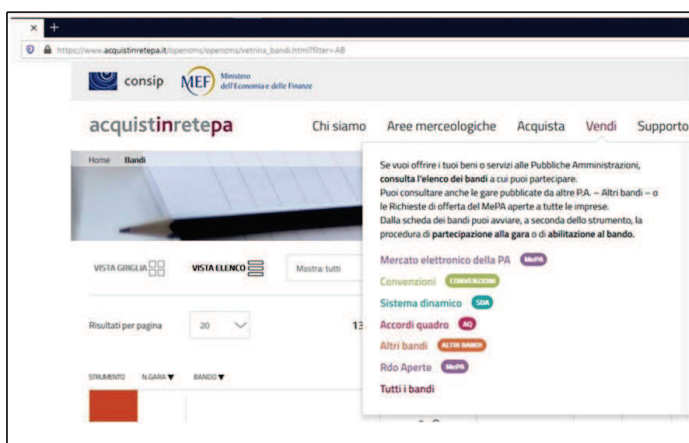 × +
https://www.acquistinretepa.it/opencms/opencms/vetrina_bandi.html?filter=AB
consip MEF Ministero
dell'Economia e delle Finanze
acquistinretepa Chi siamo Aree merceologiche Acquista Vendi Supporto
Home Bandi
Se vuoi offrire i tuoi beni o servizi alle Pubbliche Amministrazioni,
consulta l'elenco dei bandi a cui puoi partecipare.
Puoi consultare anche le gare pubblicate da altre P.A. – Altri bandi – o
le Richieste di offerta del MePA aperte a tutte le imprese.
Dalla scheda dei bandi puoi avviare, a seconda dello strumento, la
procedura di partecipazione alla gara o di abilitazione al bando.
VISTA GRIGLIA VISTA ELENCO Mostra: tutti
Mercato elettronico della PA MePA
Convenzioni CONVENZIONI
Sistema dinamico SDA
Accordi quadro AQ
Altri bandi ALTRI BANDI
Rdo Aperte MePA
Tutti i bandi
Risultati per pagina 20 13
STRUMENTO N.GARA ▼ BANDO ▼